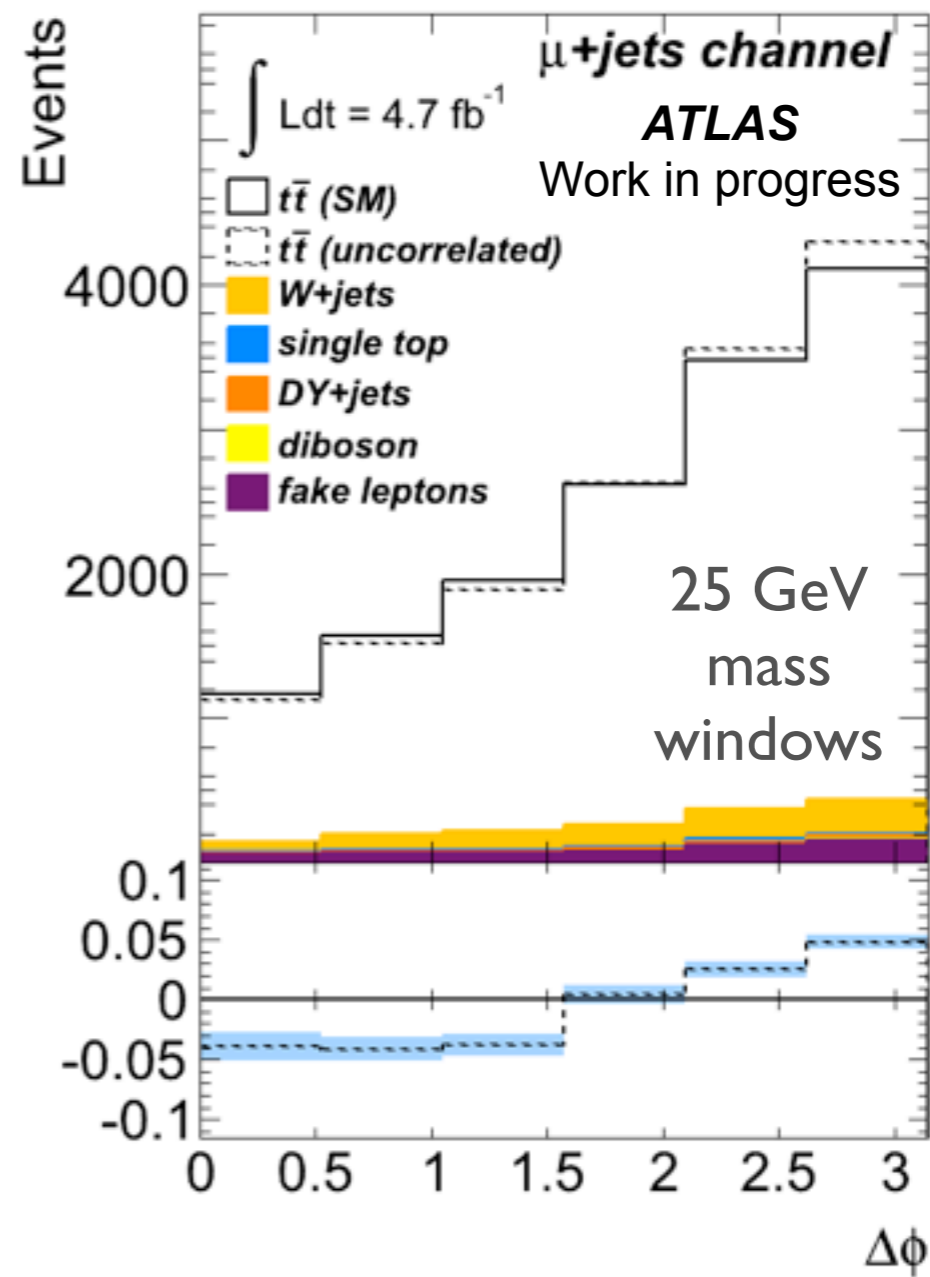 Events
μ+jets channel
∫ Ldt = 4.7 fb⁻¹
ATLAS
Work in progress
tt̄ (SM)
tt̄ (uncorrelated)
W+jets
single top
DY+jets
diboson
fake leptons
4000
2000
25 GeV
mass
windows
0.1
0.05
0
-0.05
-0.1
0 0.5 1 1.5 2 2.5 3
Δϕ